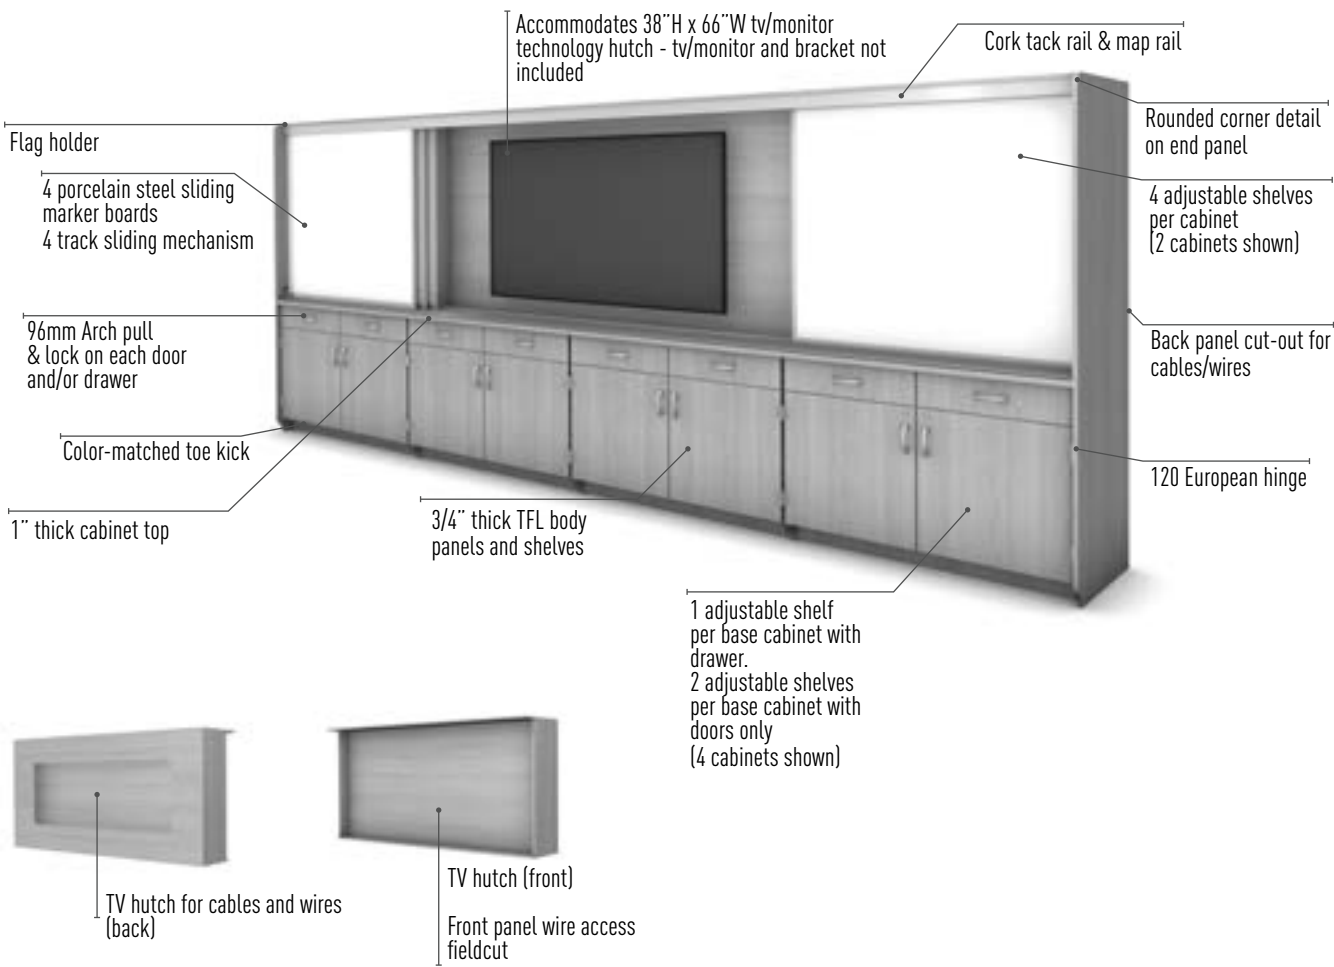 Accommodates 38"H x 66"W tv/monitor
technology hutch - tv/monitor and bracket not
included
Cork tack rail & map rail
Flag holder
Rounded corner detail
on end panel
4 porcelain steel sliding
marker boards
4 track sliding mechanism
4 adjustable shelves
per cabinet
(2 cabinets shown)
96mm Arch pull
& lock on each door
and/or drawer
Back panel cut-out for
cables/wires
Color-matched toe kick
120 European hinge
1" thick cabinet top
3/4" thick TFL body
panels and shelves
1 adjustable shelf
per base cabinet with
drawer.
2 adjustable shelves
per base cabinet with
doors only
(4 cabinets shown)
TV hutch for cables and wires
(back)
TV hutch (front)
Front panel wire access
fieldcut